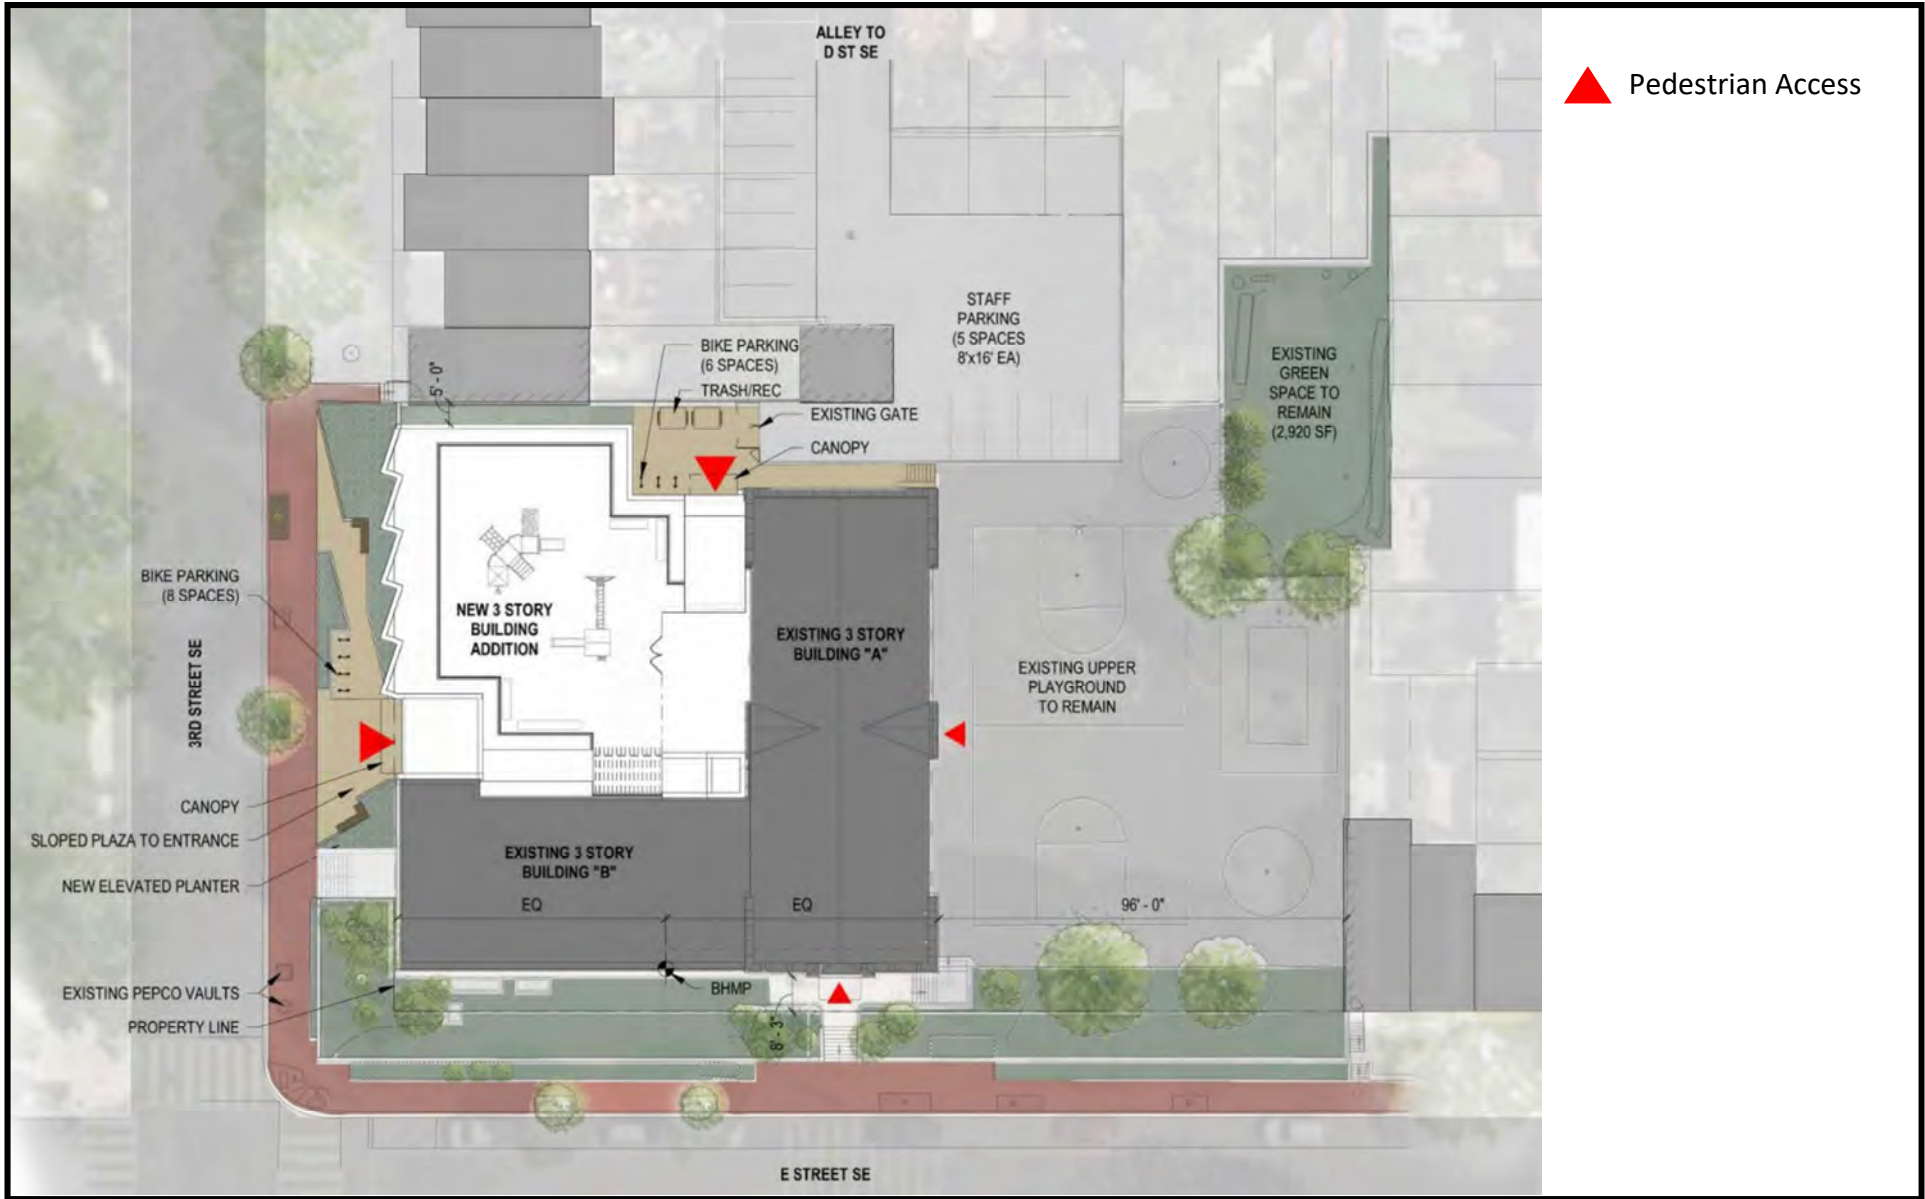 ALLEY TO
D ST SE
Pedestrian Access
STAFF
PARKING
(5 SPACES
8'x16' EA)
BIKE PARKING
(6 SPACES)
TRASH/REC
EXISTING GATE
CANOPY
5' - 0"
EXISTING
GREEN
SPACE TO
REMAIN
(2,920 SF)
BIKE PARKING
(8 SPACES)
NEW 3 STORY
BUILDING
ADDITION
EXISTING 3 STORY
BUILDING "A"
EXISTING UPPER
PLAYGROUND
TO REMAIN
3RD STREET SE
CANOPY
SLOPED PLAZA TO ENTRANCE
NEW ELEVATED PLANTER
EXISTING 3 STORY
BUILDING "B"
EQ
EQ
96' - 0"
EXISTING PEPCO VAULTS
PROPERTY LINE
BHMP
8' - 3"
E STREET SE